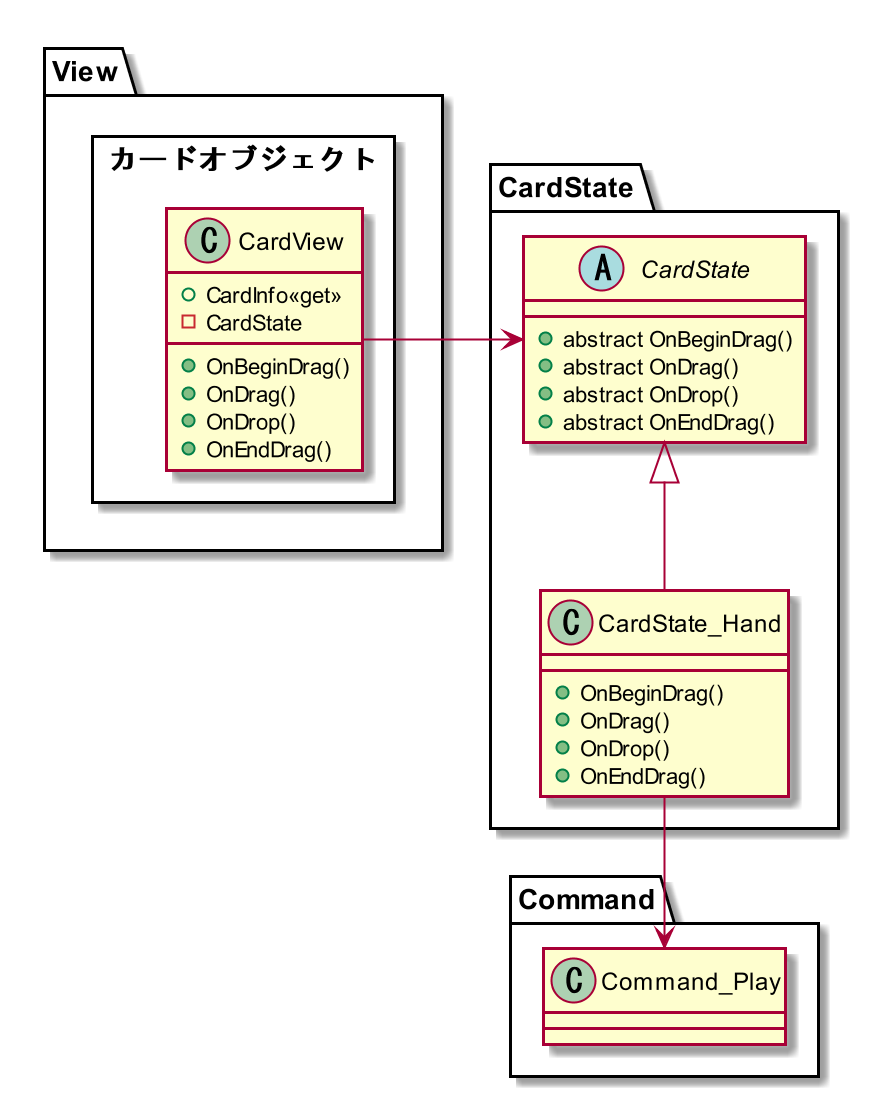 View
カードオブジェクト
C CardView
CardInfo«get»
CardState
OnBeginDrag()
OnDrag()
OnDrop()
OnEndDrag()
CardState
A CardState
abstract OnBeginDrag()
abstract OnDrag()
abstract OnDrop()
abstract OnEndDrag()
C CardState_Hand
OnBeginDrag()
OnDrag()
OnDrop()
OnEndDrag()
Command
C Command_Play